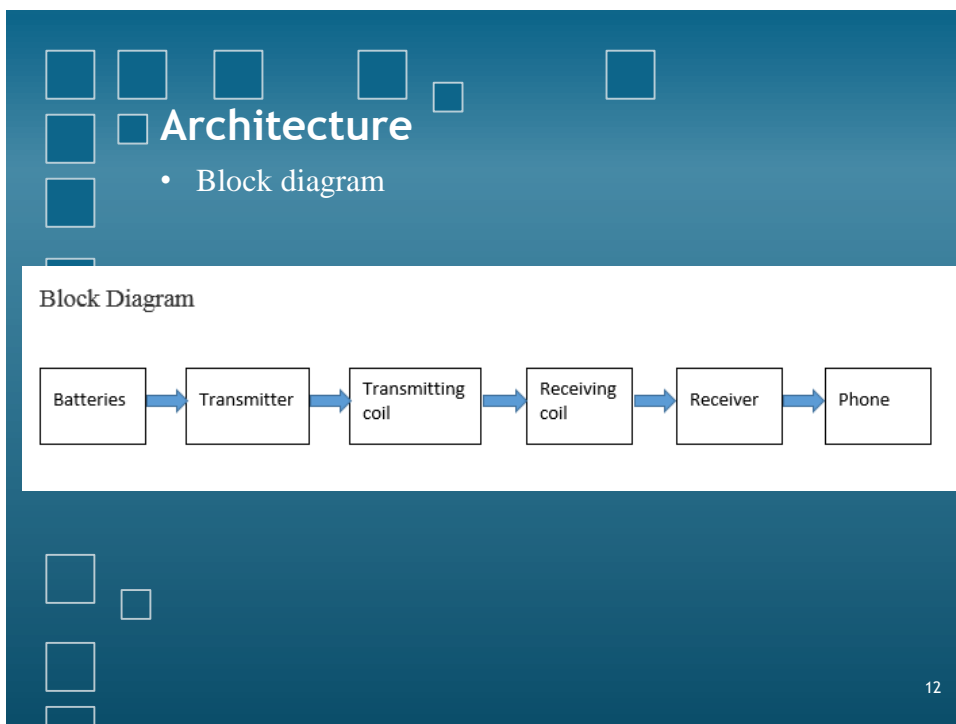 Architecture
• Block diagram
Block Diagram
Batteries
Transmitter
Transmitting
coil
Receiving
coil
Receiver
Phone
12